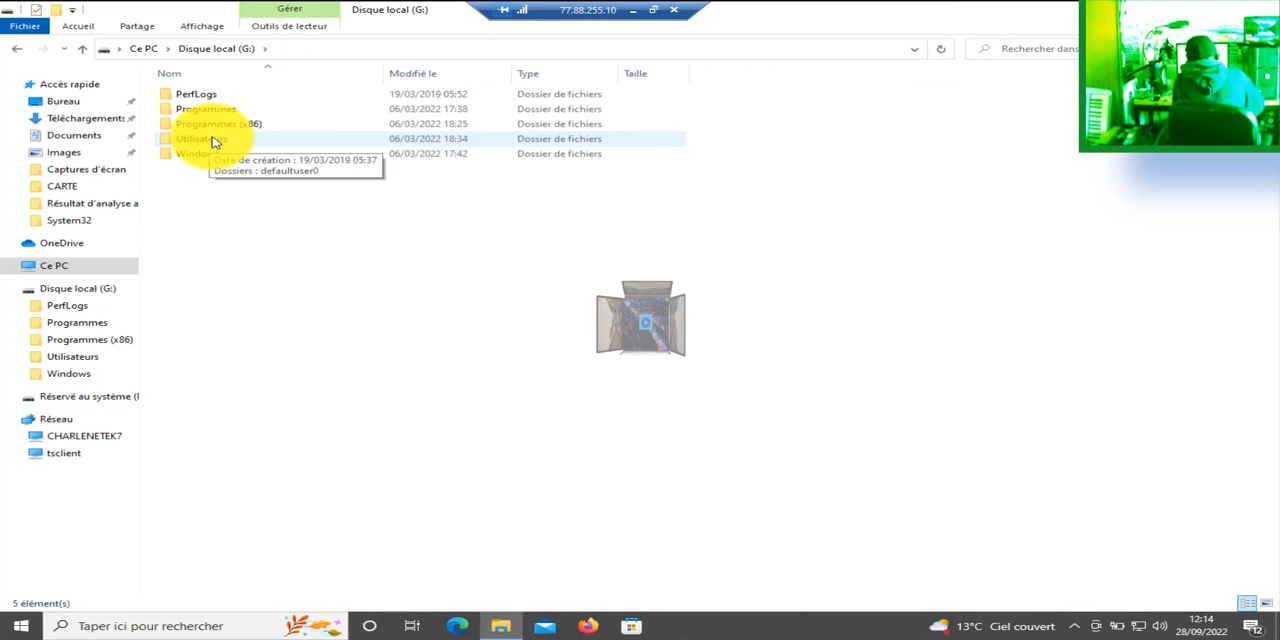 Gérer
Disque local (G:)
77.88.255.10
Fichier
Accueil
Partage
Affichage
Outils de lecteur
Ce PC
Disque local (G:)
Rechercher dans
Nom
Modifié le
Type
Taille
PerfLogs
19/03/2019 05:52
Dossier de fichiers
Programmes
06/03/2022 17:38
Dossier de fichiers
Programmes (x86)
06/03/2022 18:25
Dossier de fichiers
Utilisateurs
06/03/2022 18:34
Dossier de fichiers
06/03/2022 17:42
Dossier de fichiers
Date de création : 19/03/2019 05:37
Dossiers : defaultuser0
Accès rapide
Bureau
Téléchargements
Documents
Images
Captures d'écran
CARTE
Résultat d'analyse a
System32
OneDrive
Ce PC
Disque local (G:)
PerfLogs
Programmes
Programmes (x86)
Utilisateurs
Windows
Réservé au système (
Réseau
CHARLENETEK7
tsclient
5 élément(s)
Taper ici pour rechercher
13°C Ciel couvert
12:14
28/09/2022
12